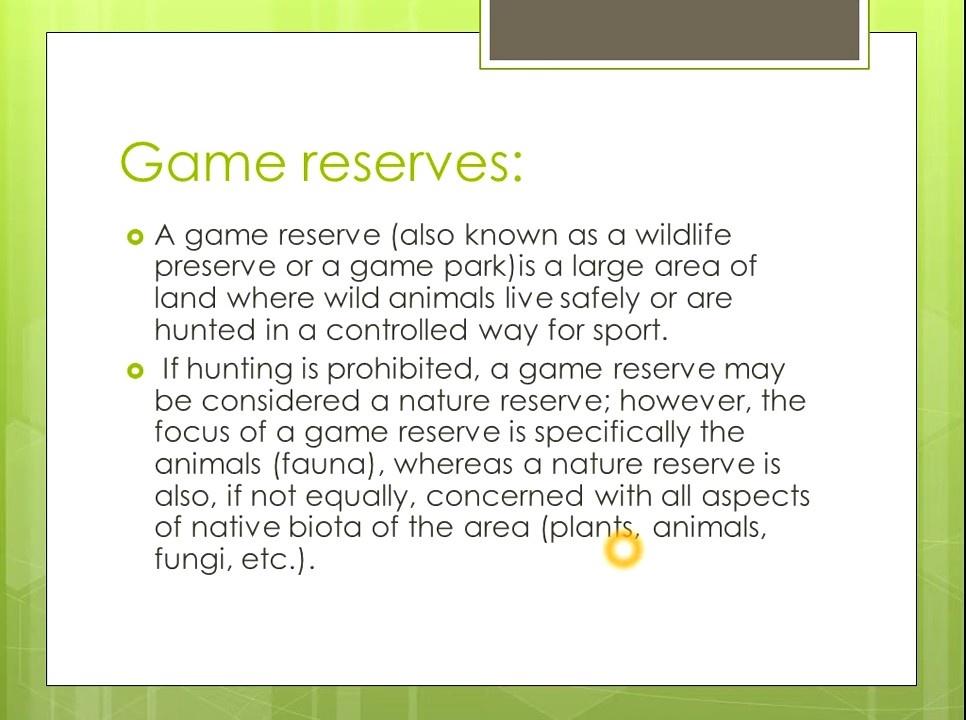 Game reserves:
A game reserve (also known as a wildlife
preserve or a game park)is a large area of
land where wild animals live safely or are
hunted in a controlled way for sport.
If hunting is prohibited, a game reserve may
be considered a nature reserve; however, the
focus of a game reserve is specifically the
animals (fauna), whereas a nature reserve is
also, if not equally, concerned with all aspects
of native biota of the area (plants, animals,
fungi, etc.).